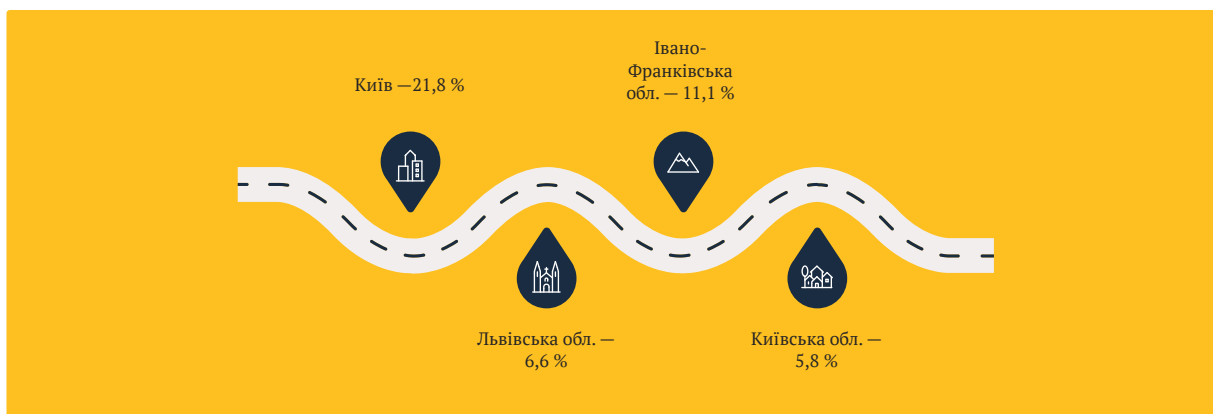 Київ —21,8 %
Івано-
Франківська
обл. — 11,1 %
Львівська обл. —
6,6 %
Київська обл. —
5,8 %